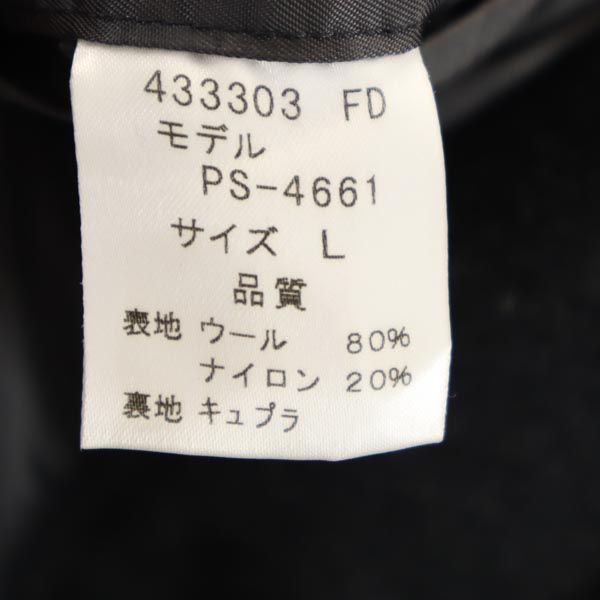 433303 FD
モデル
PS-4661
サイズ L
品質
表地 ウール 80%
ナイロン 20%
裏地 キュプラ